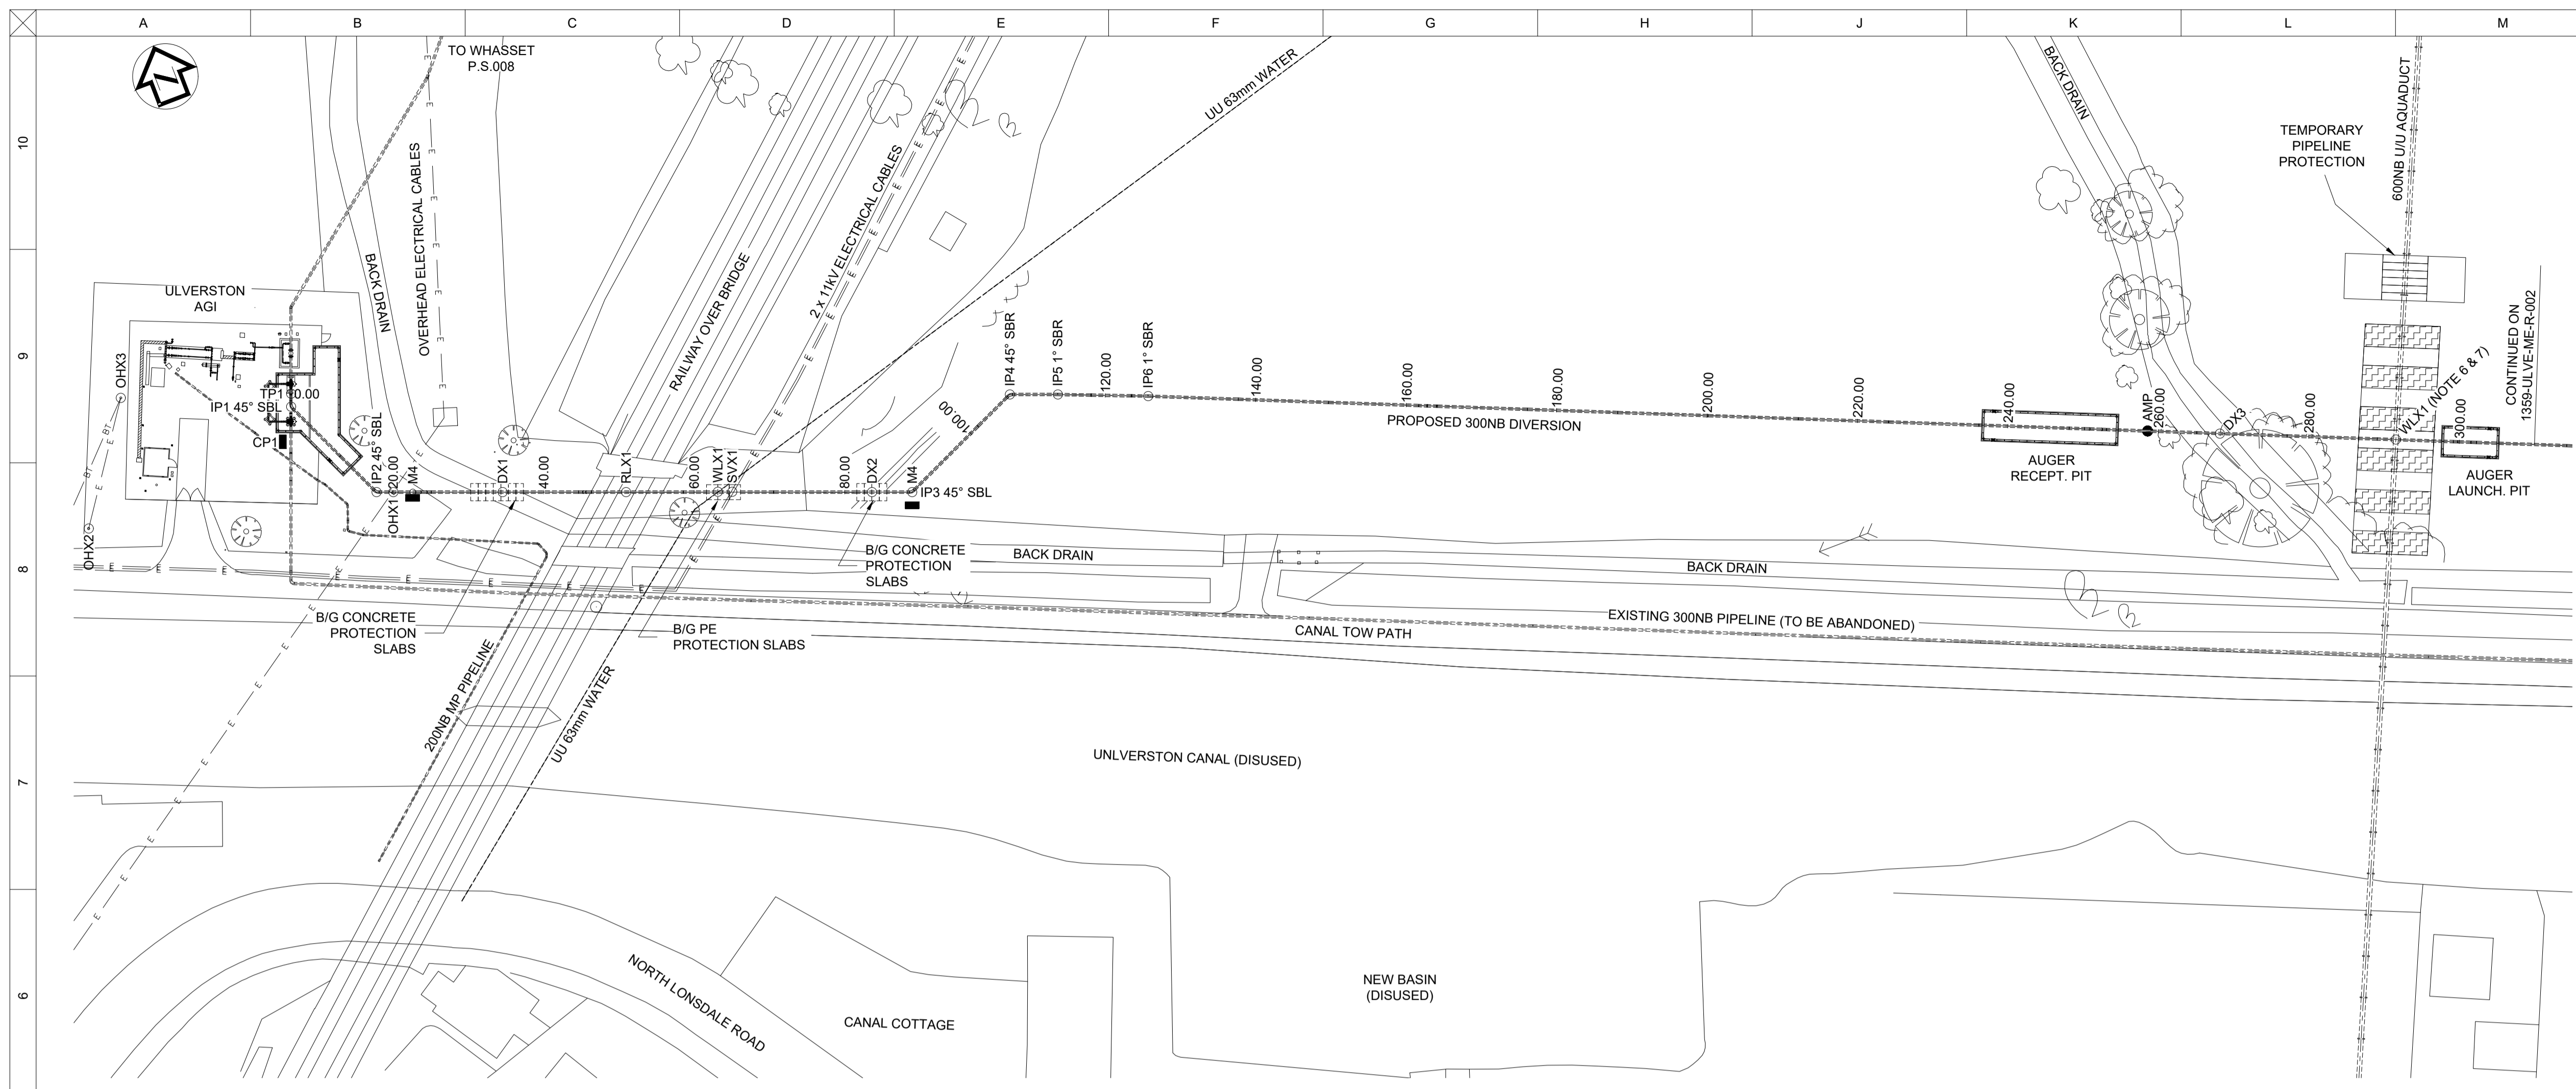 A B C D E F G H J K L M
10
9
8
7
6
N
TO WHASSET
P.S.008
BACK DRAIN
OVERHEAD ELECTRICAL CABLES
ULVERSTON
AGI
OHX3
OHX2
BT
TP1 0.00
IP1 45° SBL
CP1
IP2 45° SBL
OHX1
20.00
M4
DX1
40.00
RLX1
60.00
WLX1
SVX1
80.00
DX2
M4
IP3 45° SBL
100.00
IP4 45° SBR
IP5 1° SBR
120.00
IP6 1° SBR
140.00
160.00
180.00
200.00
220.00
240.00
AMP
260.00
DX3
280.00
WLX1 (NOTE 6 & 7)
300.00
RAILWAY OVER BRIDGE
2 x 11kV ELECTRICAL CABLES
UU 63mm WATER
BACK DRAIN
600NB U/U AQUADUCT
TEMPORARY
PIPELINE
PROTECTION
CONTINUED ON
1359-ULVE-ME-R-002
PROPOSED 300NB DIVERSION
AUGER
RECEPT. PIT
AUGER
LAUNCH. PIT
B/G CONCRETE
PROTECTION
SLABS
BACK DRAIN
BACK DRAIN
B/G CONCRETE
PROTECTION
SLABS
B/G PE
PROTECTION SLABS
EXISTING 300NB PIPELINE (TO BE ABANDONED)
CANAL TOW PATH
200NB MP PIPELINE
UU 63mm WATER
UNLVERSTON CANAL (DISUSED)
NORTH LONSDALE ROAD
CANAL COTTAGE
NEW BASIN
(DISUSED)